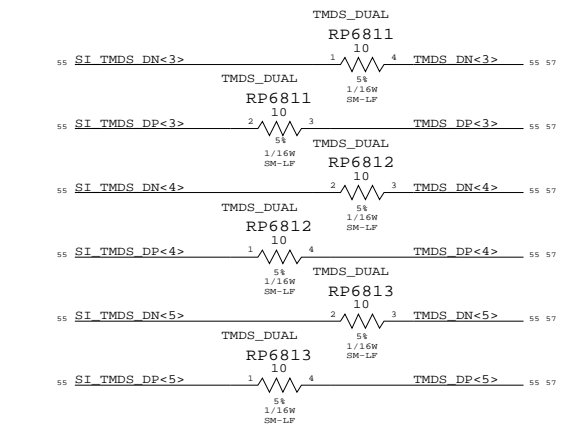 TMDS_DUAL
RP6811
10
55 SI_TMDS_DN<3> 1 4 TMDS_DN<3> 55 57
5%
1/16W
SM-LF
TMDS_DUAL
RP6811
10
55 SI_TMDS_DP<3> 2 3 TMDS_DP<3> 55 57
5%
1/16W
SM-LF
TMDS_DUAL
RP6812
10
55 SI_TMDS_DN<4> 2 3 TMDS_DN<4> 55 57
5%
1/16W
SM-LF
TMDS_DUAL
RP6812
10
55 SI_TMDS_DP<4> 1 4 TMDS_DP<4> 55 57
5%
1/16W
SM-LF
TMDS_DUAL
RP6813
10
55 SI_TMDS_DN<5> 2 3 TMDS_DN<5> 55 57
5%
1/16W
SM-LF
TMDS_DUAL
RP6813
10
55 SI_TMDS_DP<5> 1 4 TMDS_DP<5> 55 57
5%
1/16W
SM-LF